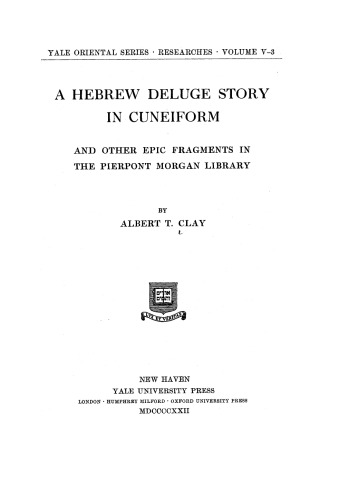 YALE ORIENTAL SERIES · RESEARCHES · VOLUME V-3
A HEBREW DELUGE STORY
IN CUNEIFORM
AND OTHER EPIC FRAGMENTS IN
THE PIERPONT MORGAN LIBRARY
BY
ALBERT T. CLAY
LVX ET VERITAS
NEW HAVEN
YALE UNIVERSITY PRESS
LONDON · HUMPHREY MILFORD · OXFORD UNIVERSITY PRESS
MDCCCCXXII